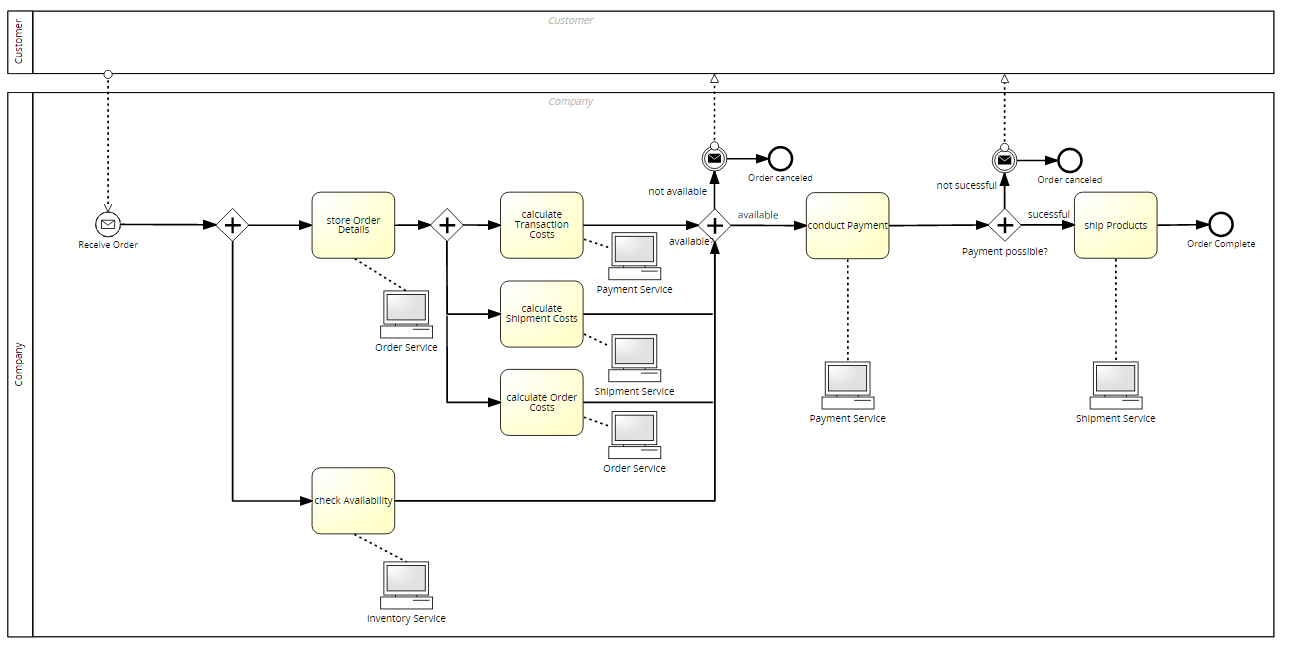 Customer
Customer
Company
Company
Receive Order
store Order
Details
Order Service
check Availability
Inventory Service
calculate
Transaction
Costs
Payment Service
calculate
Shipment Costs
Shipment Service
calculate Order
Costs
Order Service
not available
Order canceled
available
available?
conduct Payment
Payment Service
not sucessful
Order canceled
sucessful
Payment possible?
ship Products
Shipment Service
Order Complete